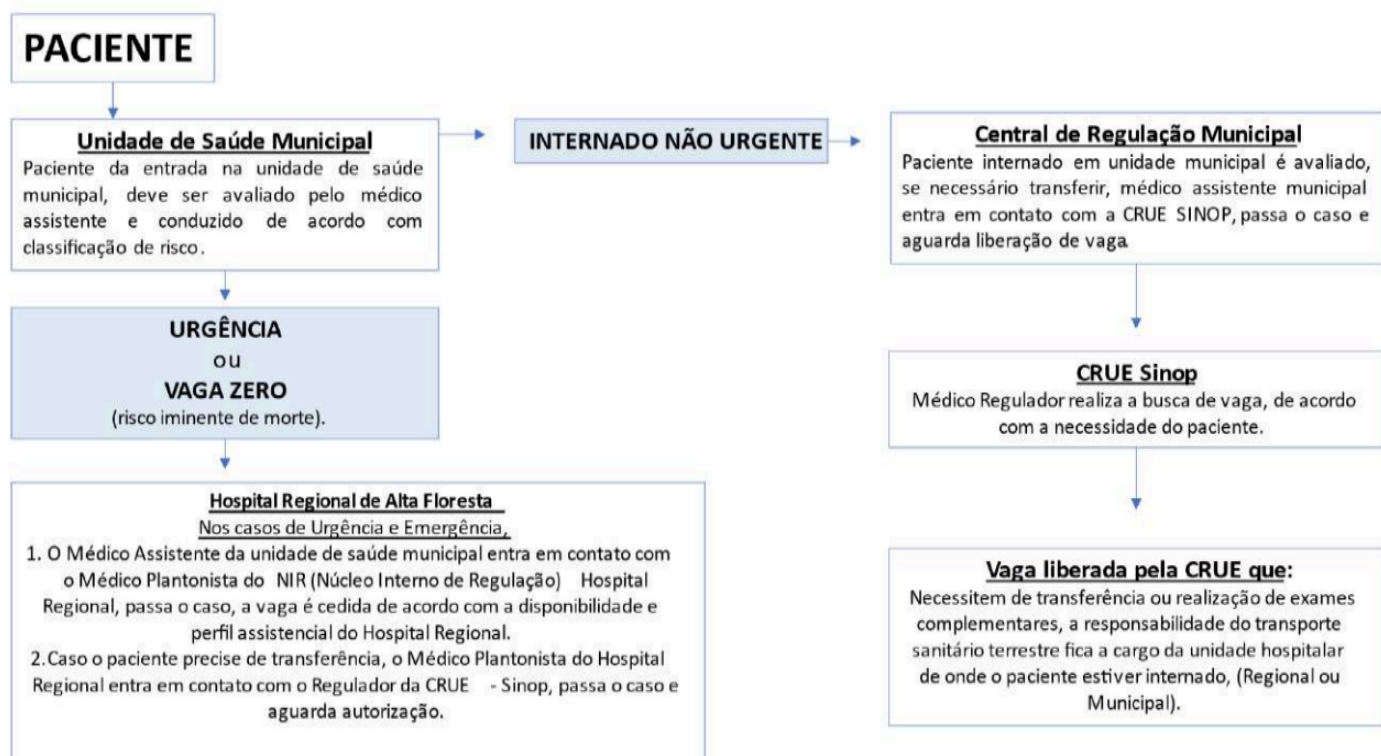 PACIENTE
Unidade de Saúde Municipal
Paciente da entrada na unidade de saúde
municipal, deve ser avaliado pelo médico
assistente e conduzido de acordo com
classificação de risco.
INTERNADO NÃO URGENTE
Central de Regulação Municipal
Paciente internado em unidade municipal é avaliado,
se necessário transferir, médico assistente municipal
entra em contato com a CRUE SINOP, passa o caso e
aguarda liberação de vaga.
URGÊNCIA
ou
VAGA ZERO
(risco iminente de morte).
CRUE Sinop
Médico Regulador realiza a busca de vaga, de acordo
com a necessidade do paciente.
Hospital Regional de Alta Floresta
Nos casos de Urgência e Emergência,
1. O Médico Assistente da unidade de saúde municipal entra em contato com
o Médico Plantonista do NIR (Núcleo Interno de Regulação) Hospital
Regional, passa o caso, a vaga é cedida de acordo com a disponibilidade e
perfil assistencial do Hospital Regional.
2.Caso o paciente precise de transferência, o Médico Plantonista do Hospital
Regional entra em contato com o Regulador da CRUE - Sinop, passa o caso e
aguarda autorização.
Vaga liberada pela CRUE que:
Necessitem de transferência ou realização de exames
complementares, a responsabilidade do transporte
sanitário terrestre fica a cargo da unidade hospitalar
de onde o paciente estiver internado, (Regional ou
Municipal).